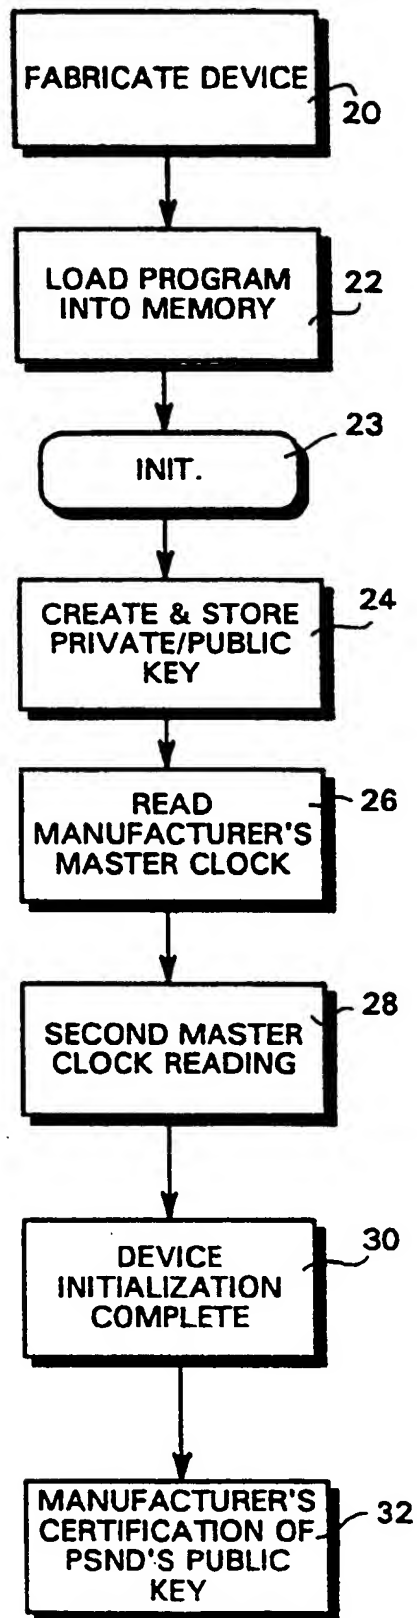 FABRICATE DEVICE
20
LOAD PROGRAM
INTO MEMORY
22
23
INIT.
24
CREATE & STORE
PRIVATE/PUBLIC
KEY
26
READ
MANUFACTURER'S
MASTER CLOCK
28
SECOND MASTER
CLOCK READING
30
DEVICE
INITIALIZATION
COMPLETE
MANUFACTURER'S
CERTIFICATION OF
PSND'S PUBLIC
KEY
32